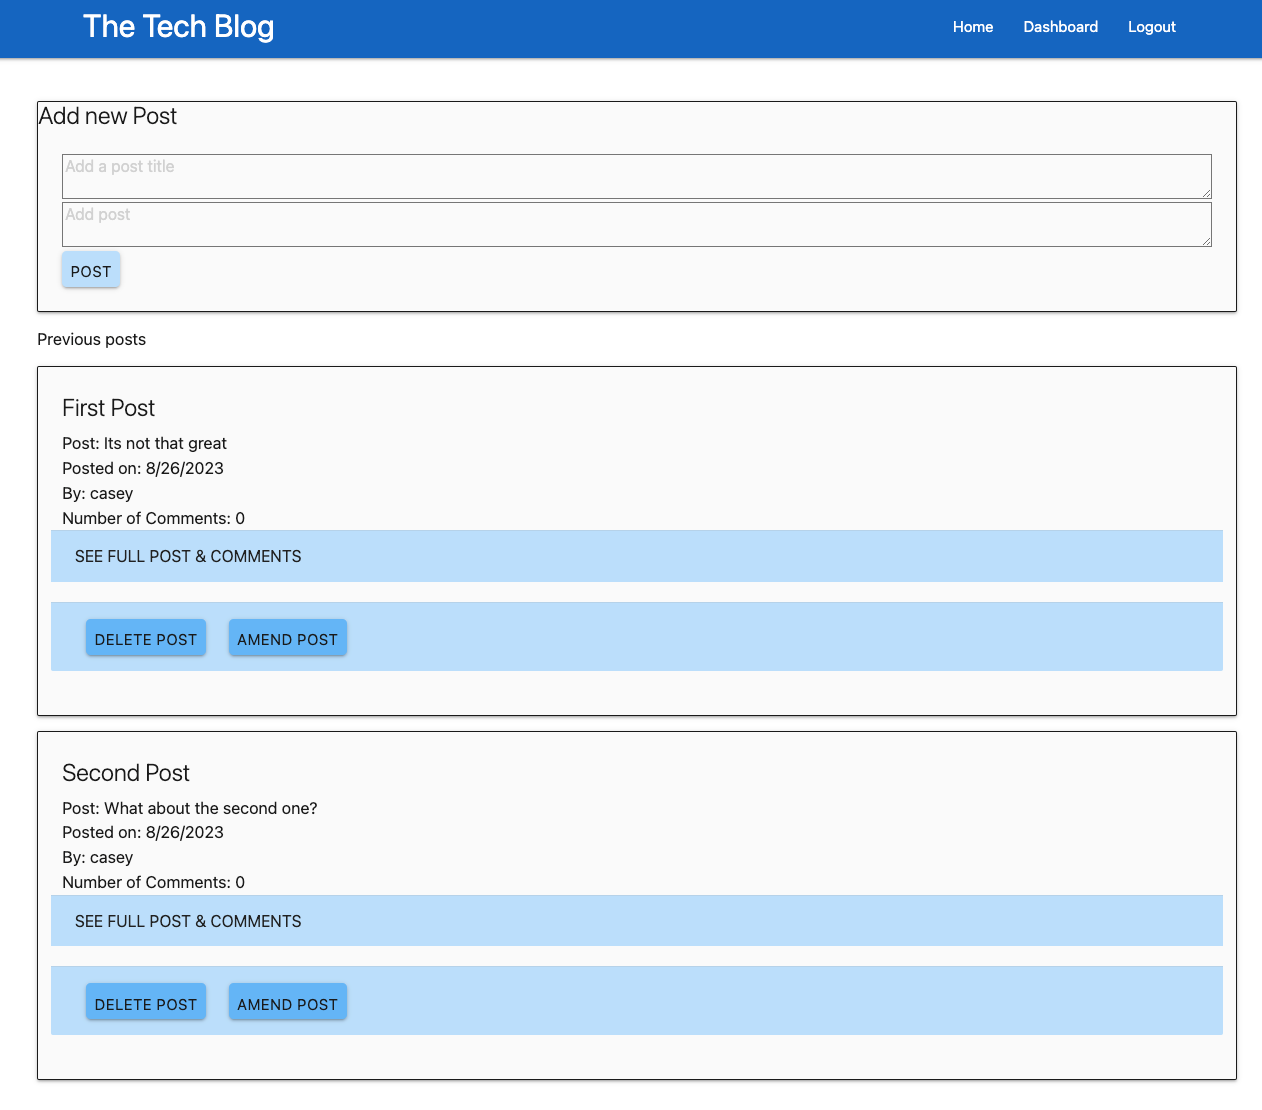 The Tech Blog
Home Dashboard Logout
Add new Post
Add a post title
Add post
POST
Previous posts
First Post
Post: Its not that great
Posted on: 8/26/2023
By: casey
Number of Comments: 0
SEE FULL POST & COMMENTS
DELETE POST AMEND POST
Second Post
Post: What about the second one?
Posted on: 8/26/2023
By: casey
Number of Comments: 0
SEE FULL POST & COMMENTS
DELETE POST AMEND POST